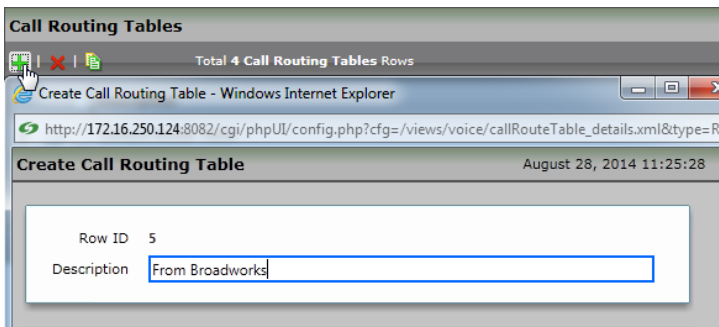 Call Routing Tables
Total 4 Call Routing Tables Rows
Create Call Routing Table - Windows Internet Explorer
http://172.16.250.124:8082/cgi/phpUI/config.php?cfg=/views/voice/callRouteTable_details.xml&type=R
Create Call Routing Table August 28, 2014 11:25:28
Row ID 5
Description From Broadworks